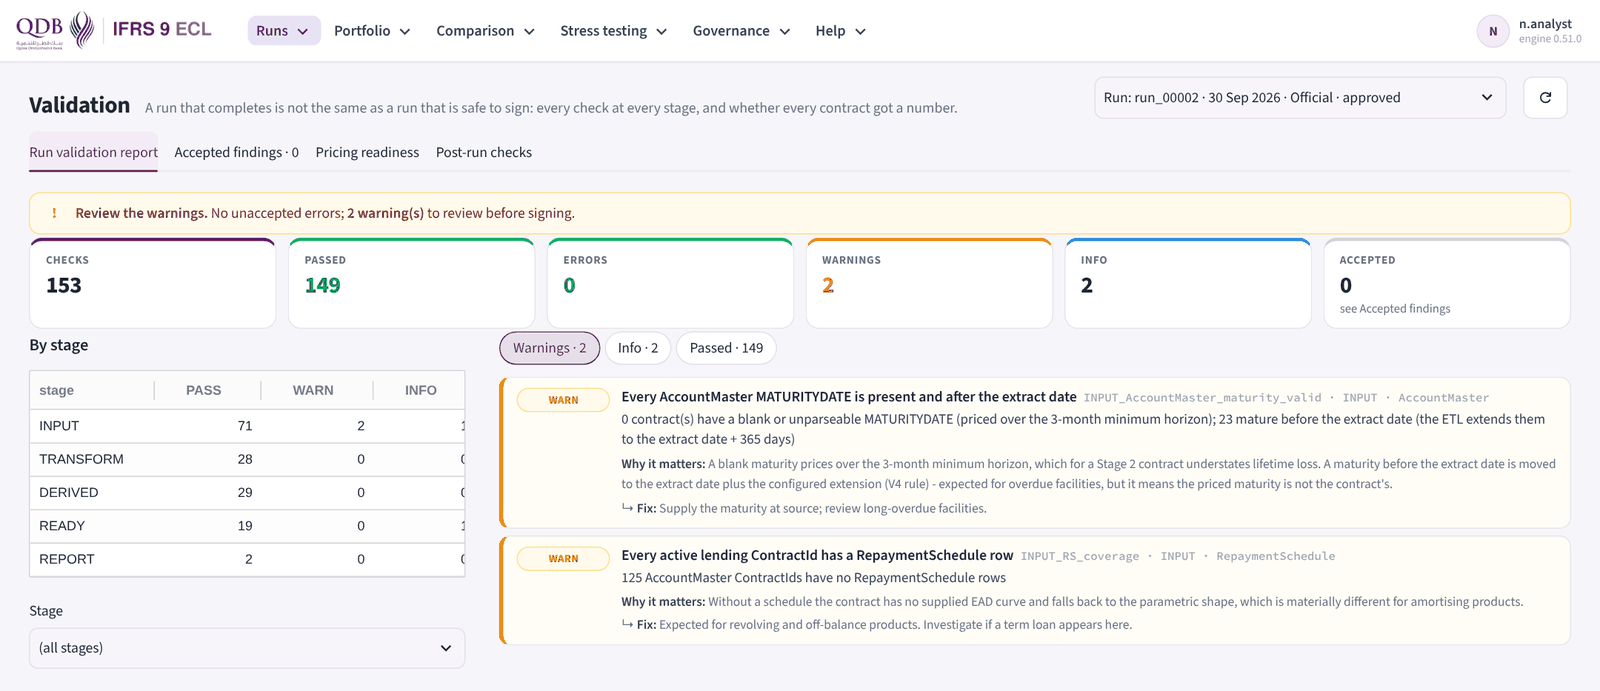 QDB
IFRS 9 ECL
Runs
Portfolio
Comparison
Stress testing
Governance
Help
N
n.analyst
engine 0.51.0
Validation
A run that completes is not the same as a run that is safe to sign: every check at every stage, and whether every contract got a number.
Run: run_00002 · 30 Sep 2026 · Official · approved
Run validation report
Accepted findings · 0
Pricing readiness
Post-run checks
! Review the warnings. No unaccepted errors; 2 warning(s) to review before signing.
CHECKS
153
PASSED
149
ERRORS
0
WARNINGS
2
INFO
2
ACCEPTED
0
see Accepted findings
By stage
stage PASS WARN INFO
INPUT 71 2
TRANSFORM 28 0
DERIVED 29 0
READY 19 0
REPORT 2 0
Stage
(all stages)
Warnings · 2
Info · 2
Passed · 149
WARN
Every AccountMaster MATURITYDATE is present and after the extract date INPUT_AccountMaster_maturity_valid · INPUT · AccountMaster
0 contract(s) have a blank or unparseable MATURITYDATE (priced over the 3-month minimum horizon); 23 mature before the extract date (the ETL extends them
to the extract date + 365 days)
Why it matters: A blank maturity prices over the 3-month minimum horizon, which for a Stage 2 contract understates lifetime loss. A maturity before the extract date is moved
to the extract date plus the configured extension (V4 rule) - expected for overdue facilities, but it means the priced maturity is not the contract's.
↪ Fix: Supply the maturity at source; review long-overdue facilities.
WARN
Every active lending ContractId has a RepaymentSchedule row INPUT_RS_coverage · INPUT · RepaymentSchedule
125 AccountMaster ContractIds have no RepaymentSchedule rows
Why it matters: Without a schedule the contract has no supplied EAD curve and falls back to the parametric shape, which is materially different for amortising products.
↪ Fix: Expected for revolving and off-balance products. Investigate if a term loan appears here.